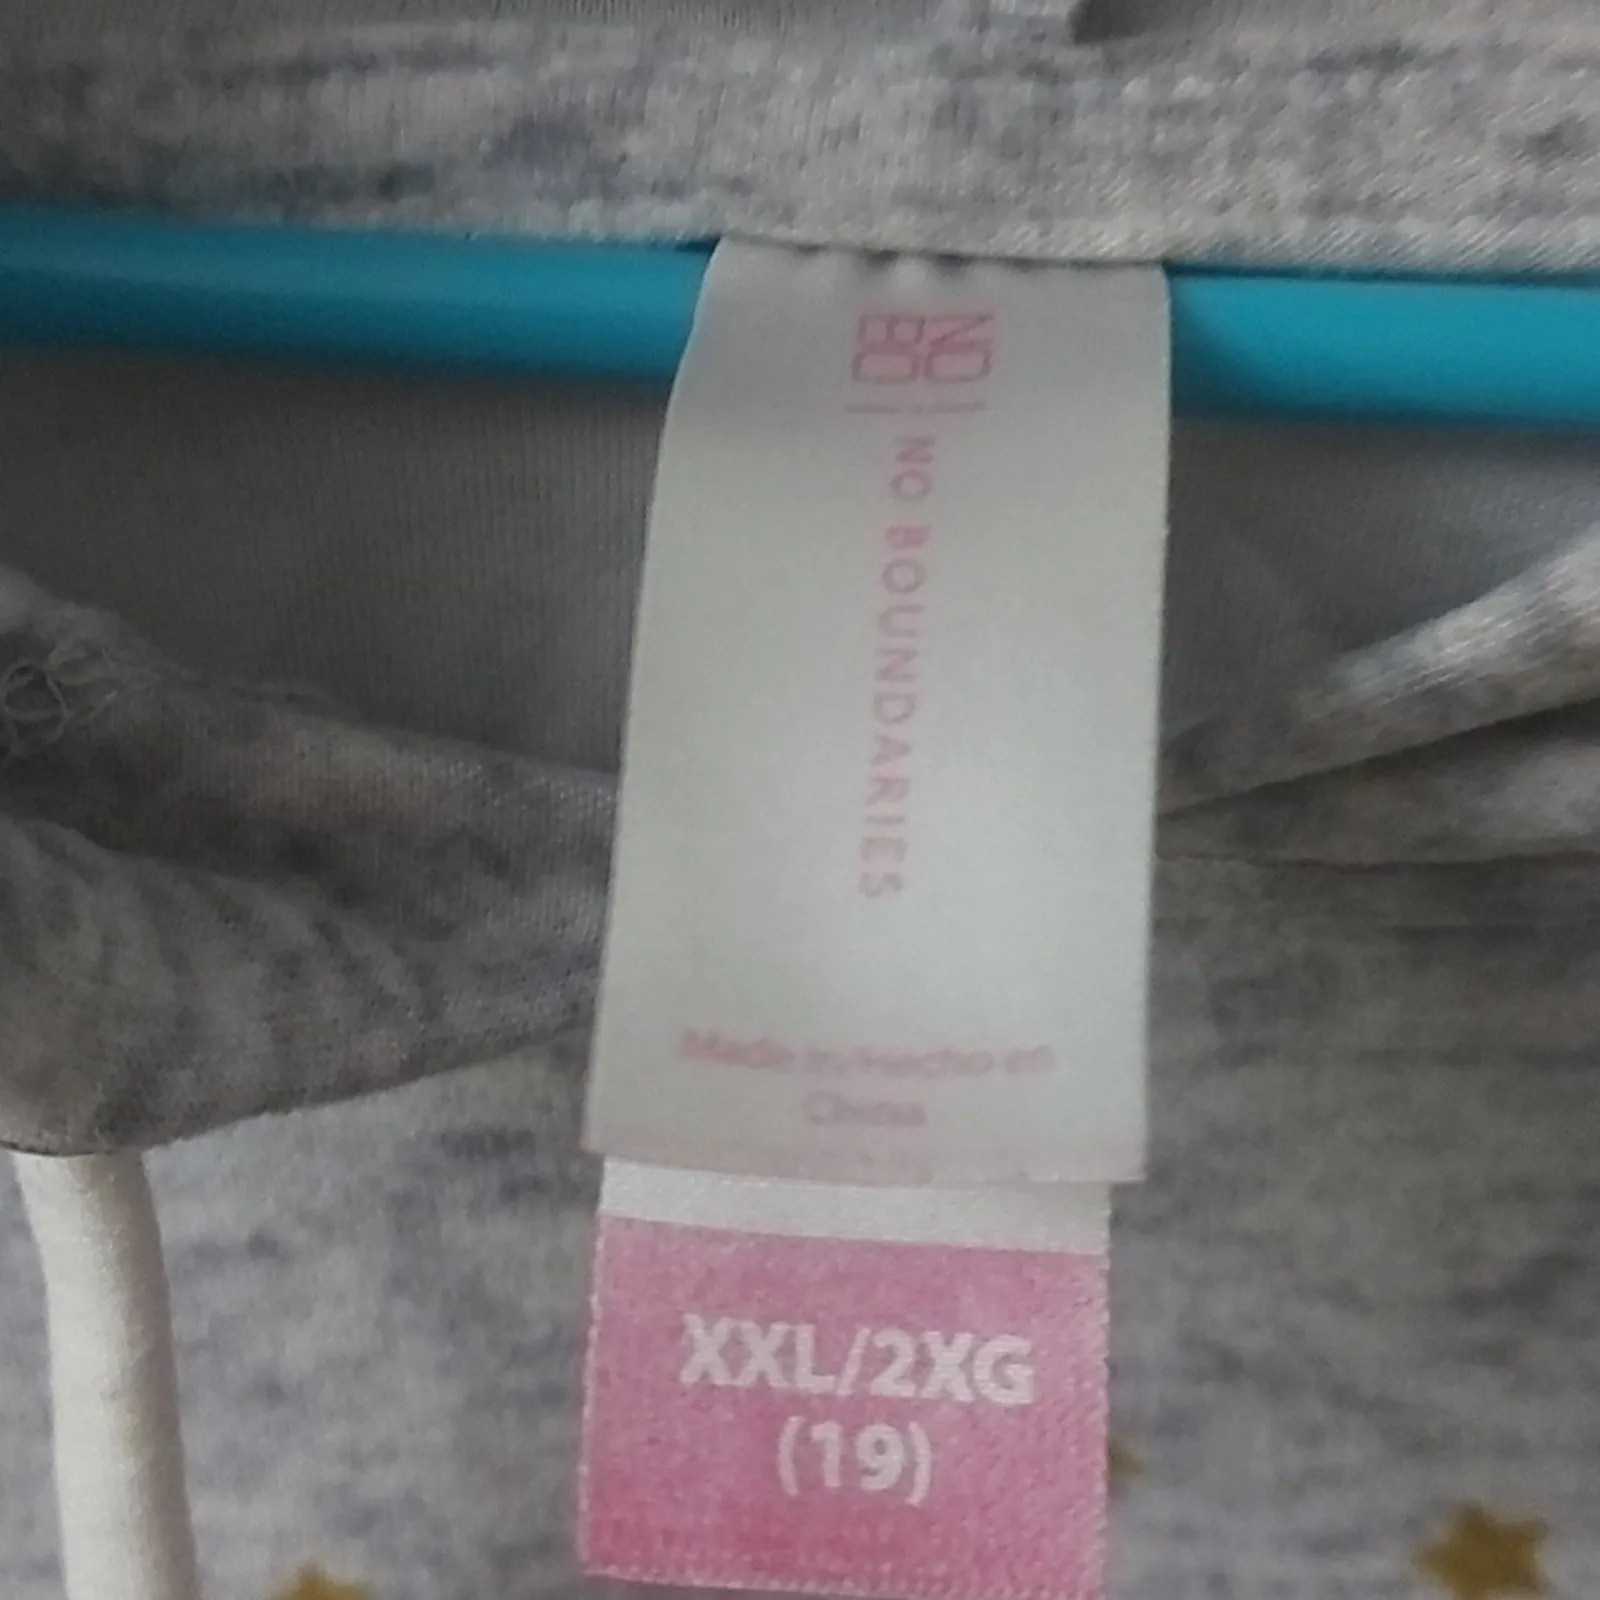 NO
BO
NO BOUNDARIES
Made in/Hecho en
China
XXL/2XG
(19)